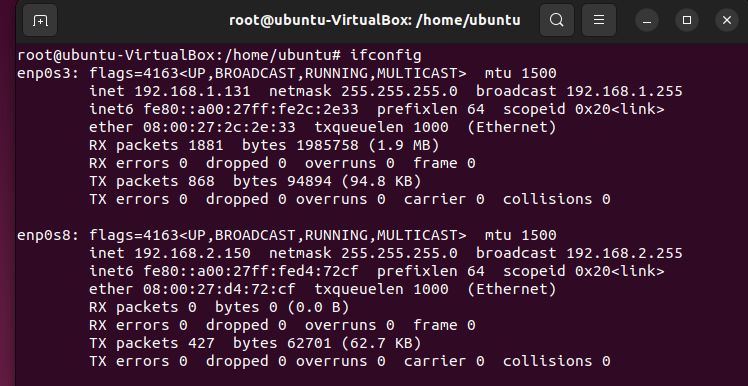 root@ubuntu-VirtualBox: /home/ubuntu
root@ubuntu-VirtualBox:/home/ubuntu# ifconfig
enp0s3: flags=4163<UP,BROADCAST,RUNNING,MULTICAST>  mtu 1500
        inet 192.168.1.131  netmask 255.255.255.0  broadcast 192.168.1.255
        inet6 fe80::a00:27ff:fe2c:2e33  prefixlen 64  scopeid 0x20<link>
        ether 08:00:27:2c:2e:33  txqueuelen 1000  (Ethernet)
        RX packets 1881  bytes 1985758 (1.9 MB)
        RX errors 0  dropped 0  overruns 0  frame 0
        TX packets 868  bytes 94894 (94.8 KB)
        TX errors 0  dropped 0 overruns 0  carrier 0  collisions 0

enp0s8: flags=4163<UP,BROADCAST,RUNNING,MULTICAST>  mtu 1500
        inet 192.168.2.150  netmask 255.255.255.0  broadcast 192.168.2.255
        inet6 fe80::a00:27ff:fed4:72cf  prefixlen 64  scopeid 0x20<link>
        ether 08:00:27:d4:72:cf  txqueuelen 1000  (Ethernet)
        RX packets 0  bytes 0 (0.0 B)
        RX errors 0  dropped 0  overruns 0  frame 0
        TX packets 427  bytes 62701 (62.7 KB)
        TX errors 0  dropped 0 overruns 0  carrier 0  collisions 0